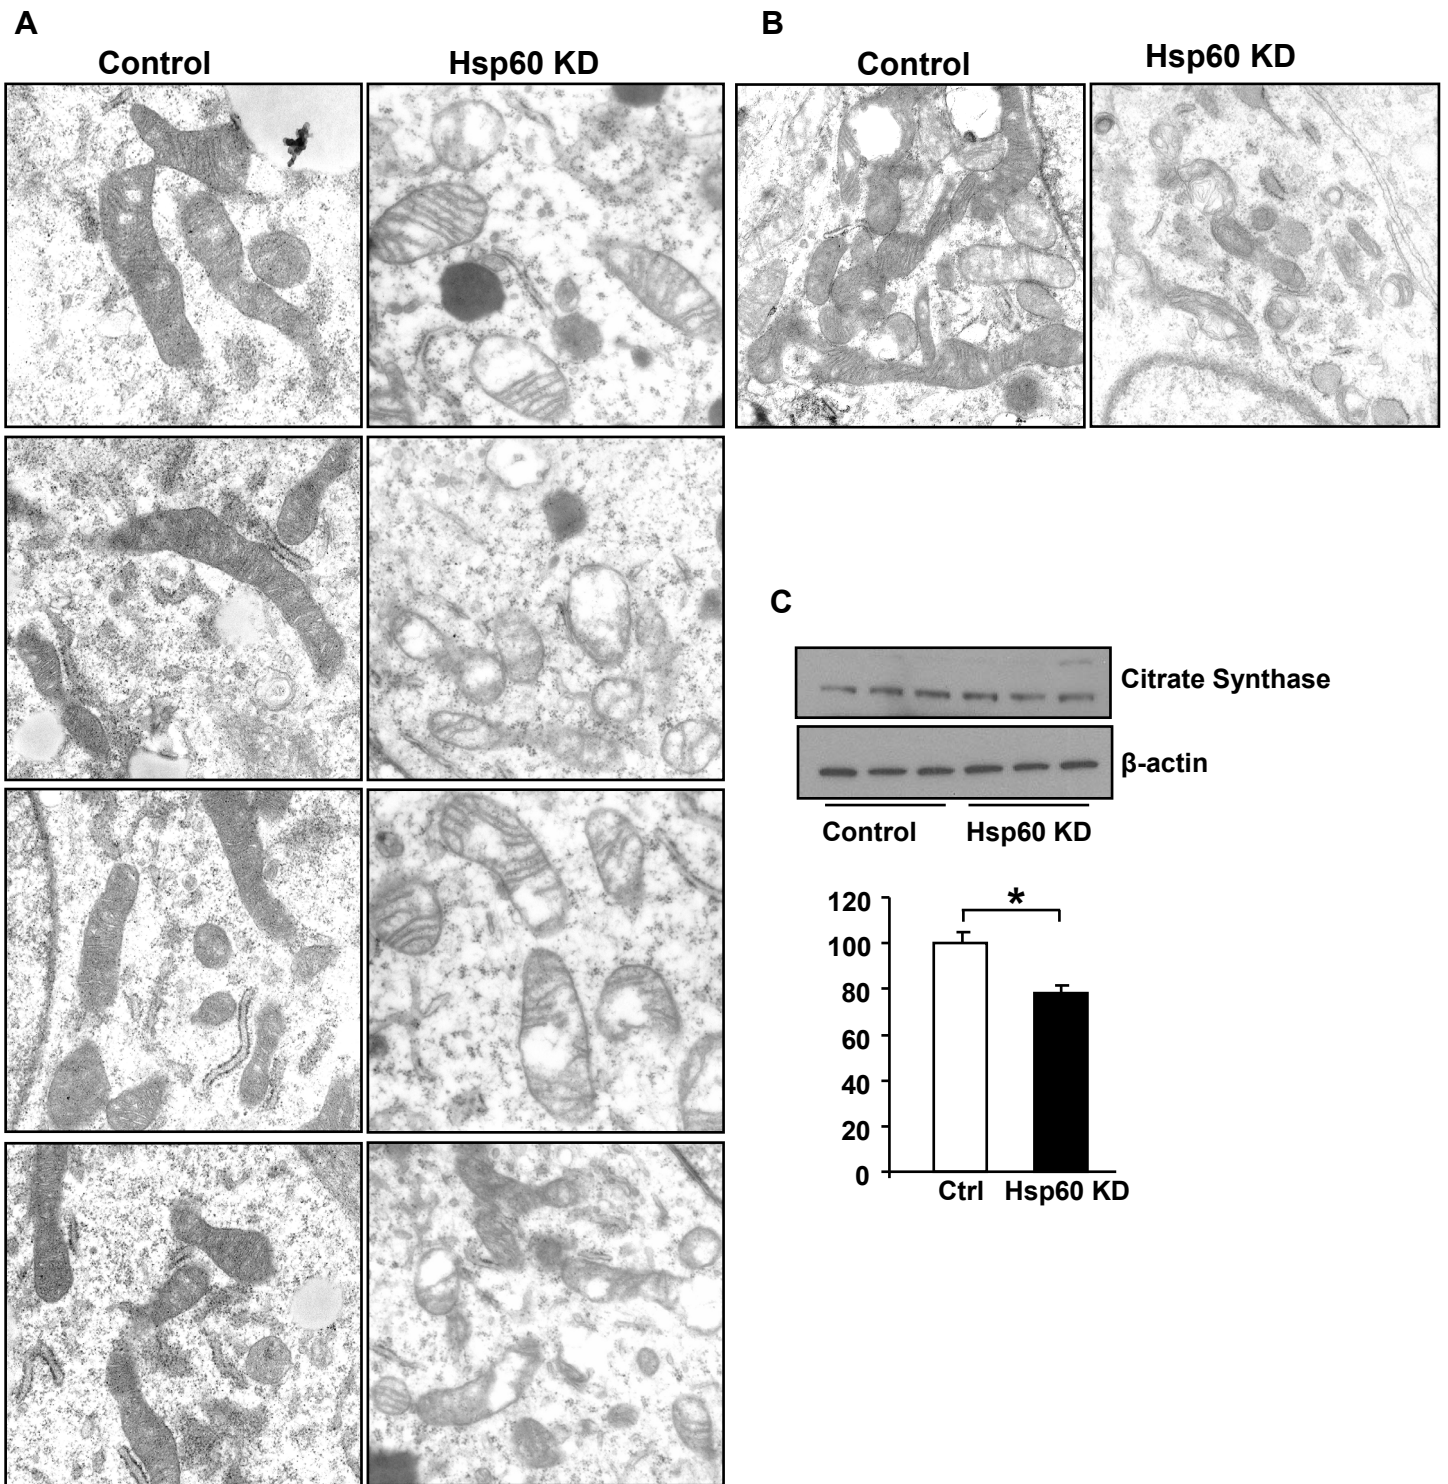 A
Control
Hsp60 KD
B
Control
Hsp60 KD
C
Citrate Synthase
β-actin
Control
Hsp60 KD
120
100
80
60
40
20
0
*
Ctrl
Hsp60 KD